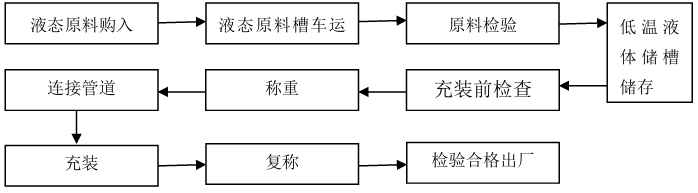 液态原料购入
液态原料槽车运
原料检验
低温液
体储槽
储存
连接管道
称重
充装前检查
充装
复称
检验合格出厂